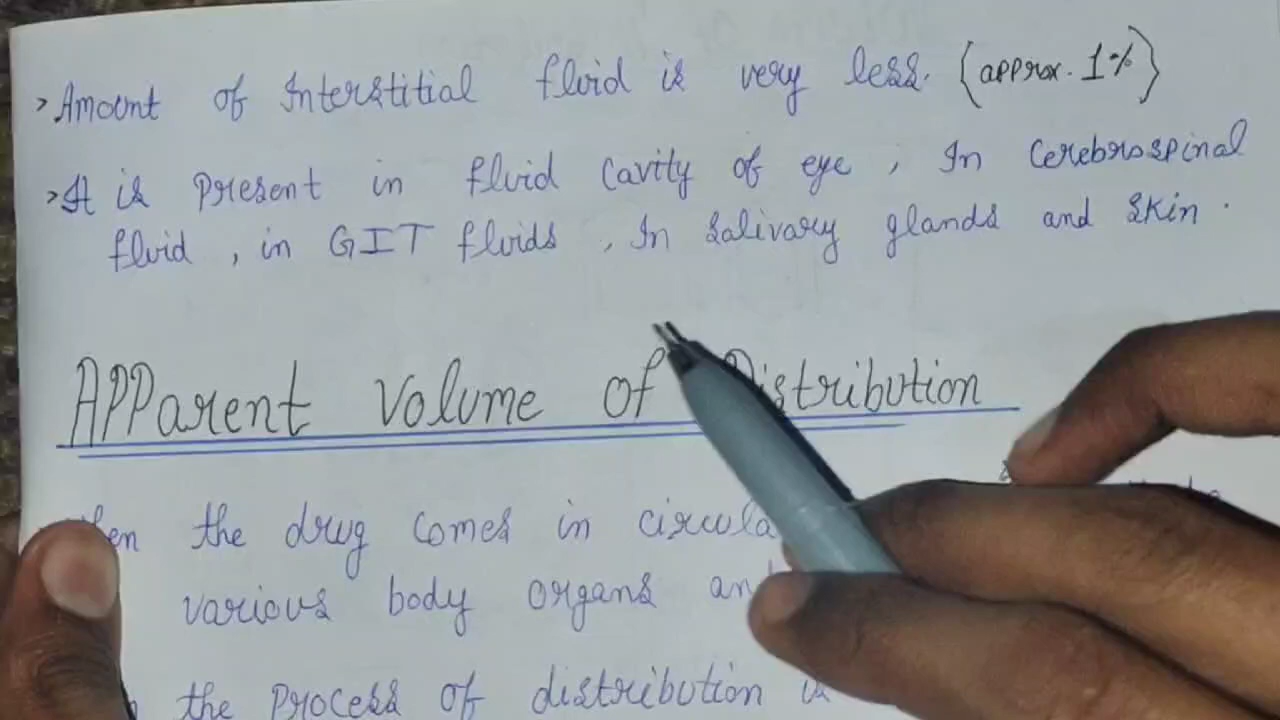 > Amount of Interstitial fluid is very less. (approx. 1%)
> It is Present in fluid cavity of eye, In cerebrospinal
fluid, in GIT fluids, In Salivary glands and Skin.
APParent Volume of Distribution
the drug comes in
various body organs
the Process of distribution is